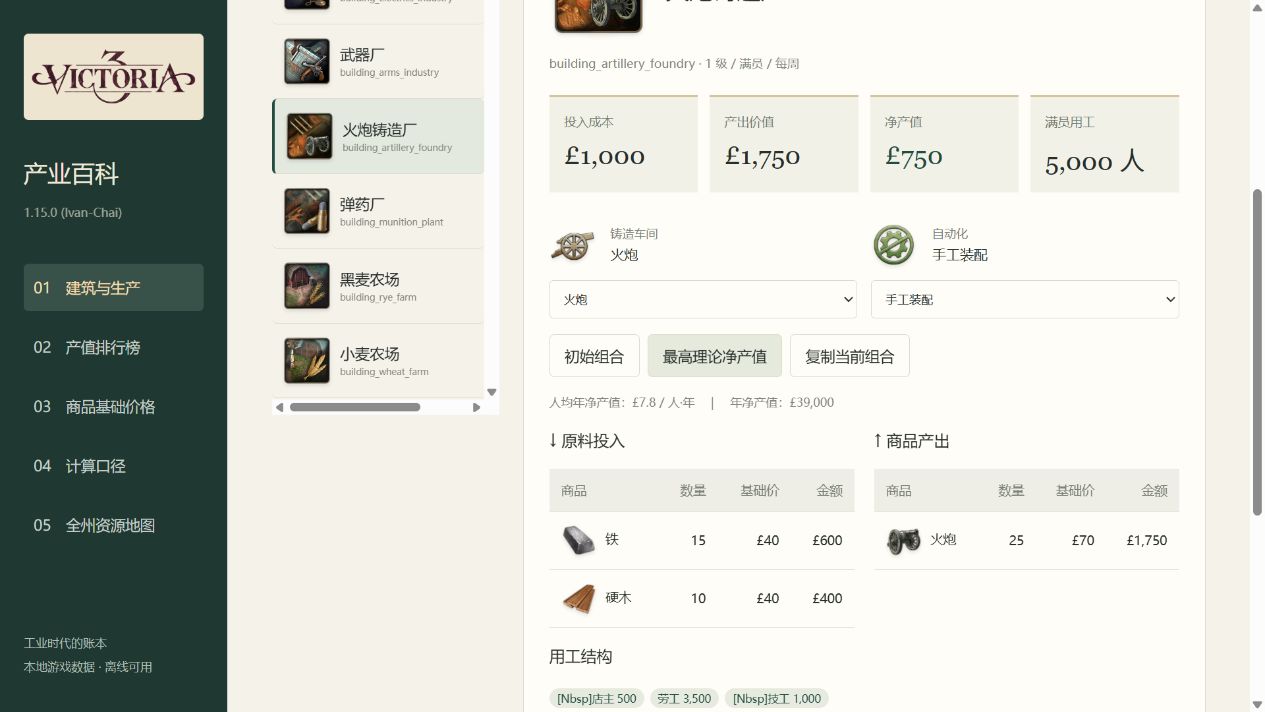 VICTORIA 3
产业百科
1.15.0 (Ivan-Chai)
01 建筑与生产
02 产值排行榜
03 商品基础价格
04 计算口径
05 全州资源地图
工业时代的账本
本地游戏数据 · 离线可用
武器厂
building_arms_industry
火炮铸造厂
building_artillery_foundry
弹药厂
building_munition_plant
黑麦农场
building_rye_farm
小麦农场
building_wheat_farm
building_artillery_foundry · 1 级 / 满员 / 每周
投入成本
£1,000
产出价值
£1,750
净产值
£750
满员用工
5,000 人
铸造车间
火炮
自动化
手工装配
火炮
手工装配
初始组合
最高理论净产值
复制当前组合
人均年净产值: £7.8 / 人·年 | 年净产值: £39,000
↓ 原料投入
商品 数量 基础价 金额
铁 15 £40 £600
硬木 10 £40 £400
↑ 商品产出
商品 数量 基础价 金额
火炮 25 £70 £1,750
用工结构
[Nbsp]店主 500 劳工 3,500 [Nbsp]技工 1,000